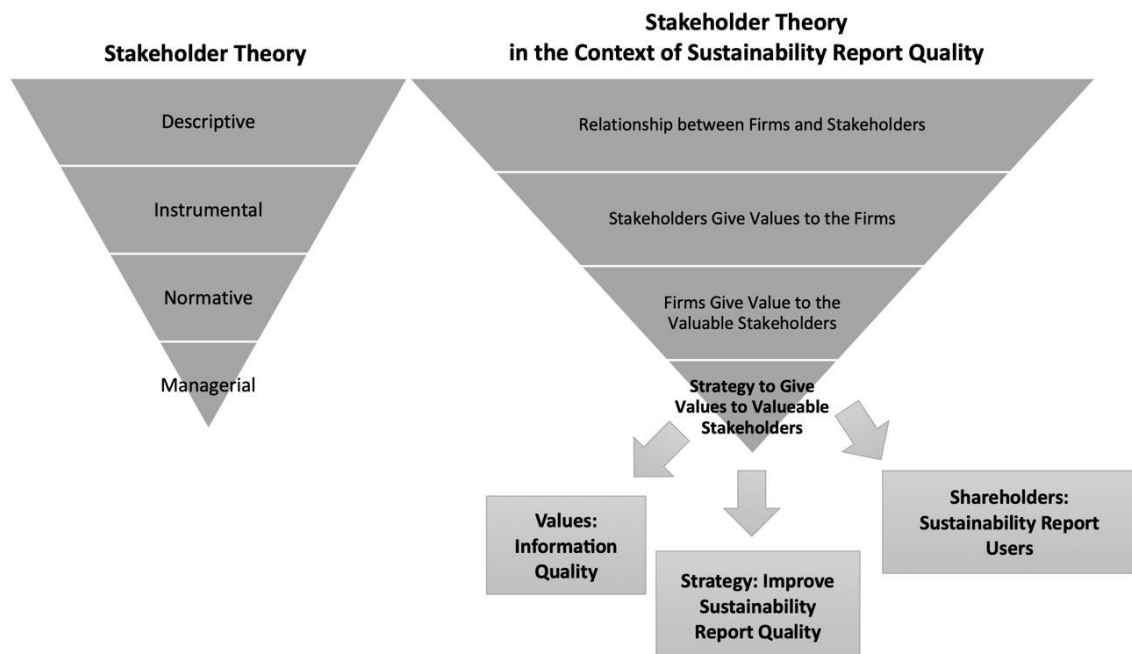 Stakeholder Theory
Descriptive
Instrumental
Normative
Managerial
Stakeholder Theory
in the Context of Sustainability Report Quality
Relationship between Firms and Stakeholders
Stakeholders Give Values to the Firms
Firms Give Value to the
Valuable Stakeholders
Strategy to Give
Values to Valueable
Stakeholders
Values:
Information
Quality
Strategy: Improve
Sustainability
Report Quality
Shareholders:
Sustainability Report
Users